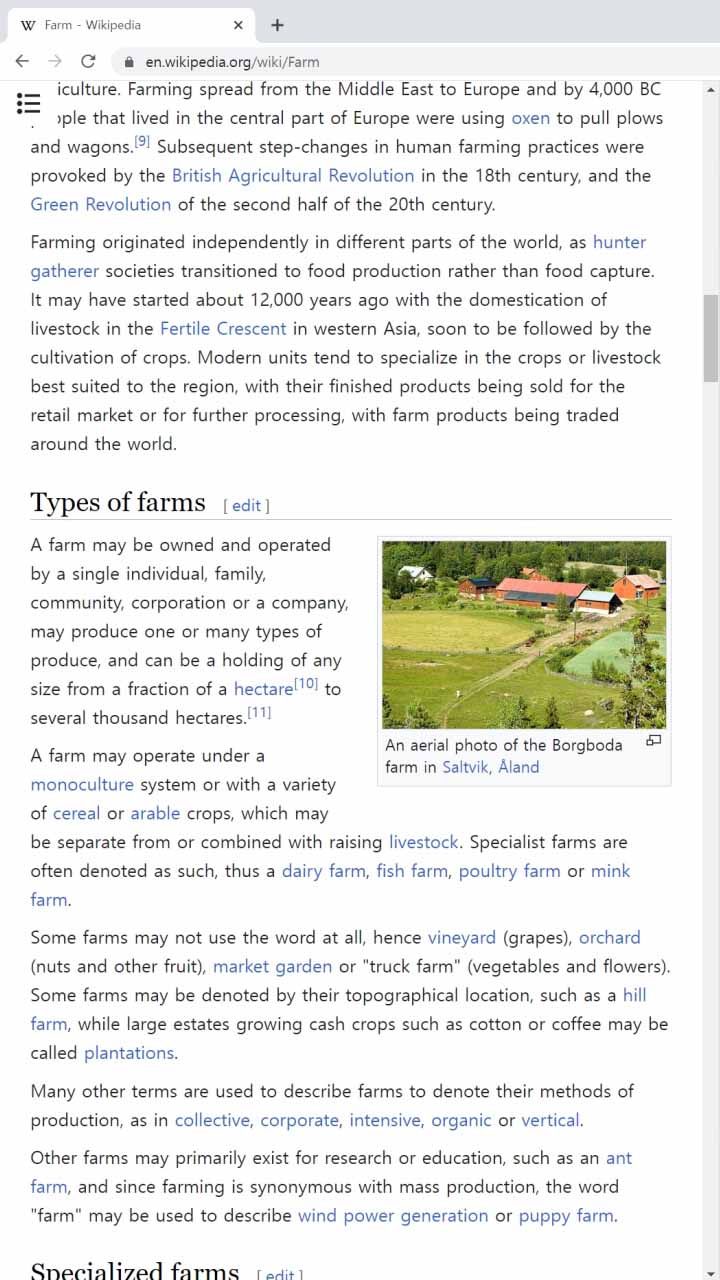 Farm - Wikipedia
en.wikipedia.org/wiki/Farm
iculture. Farming spread from the Middle East to Europe and by 4,000 BC
ople that lived in the central part of Europe were using oxen to pull plows
and wagons.[9] Subsequent step-changes in human farming practices were
provoked by the British Agricultural Revolution in the 18th century, and the
Green Revolution of the second half of the 20th century.
Farming originated independently in different parts of the world, as hunter
gatherer societies transitioned to food production rather than food capture.
It may have started about 12,000 years ago with the domestication of
livestock in the Fertile Crescent in western Asia, soon to be followed by the
cultivation of crops. Modern units tend to specialize in the crops or livestock
best suited to the region, with their finished products being sold for the
retail market or for further processing, with farm products being traded
around the world.
Types of farms [ edit ]
A farm may be owned and operated
by a single individual, family,
community, corporation or a company,
may produce one or many types of
produce, and can be a holding of any
size from a fraction of a hectare[10] to
several thousand hectares.[11]
An aerial photo of the Borgboda
farm in Saltvik, Åland
A farm may operate under a
monoculture system or with a variety
of cereal or arable crops, which may
be separate from or combined with raising livestock. Specialist farms are
often denoted as such, thus a dairy farm, fish farm, poultry farm or mink
farm.
Some farms may not use the word at all, hence vineyard (grapes), orchard
(nuts and other fruit), market garden or "truck farm" (vegetables and flowers).
Some farms may be denoted by their topographical location, such as a hill
farm, while large estates growing cash crops such as cotton or coffee may be
called plantations.
Many other terms are used to describe farms to denote their methods of
production, as in collective, corporate, intensive, organic or vertical.
Other farms may primarily exist for research or education, such as an ant
farm, and since farming is synonymous with mass production, the word
"farm" may be used to describe wind power generation or puppy farm.
Specialized farms [ edit ]